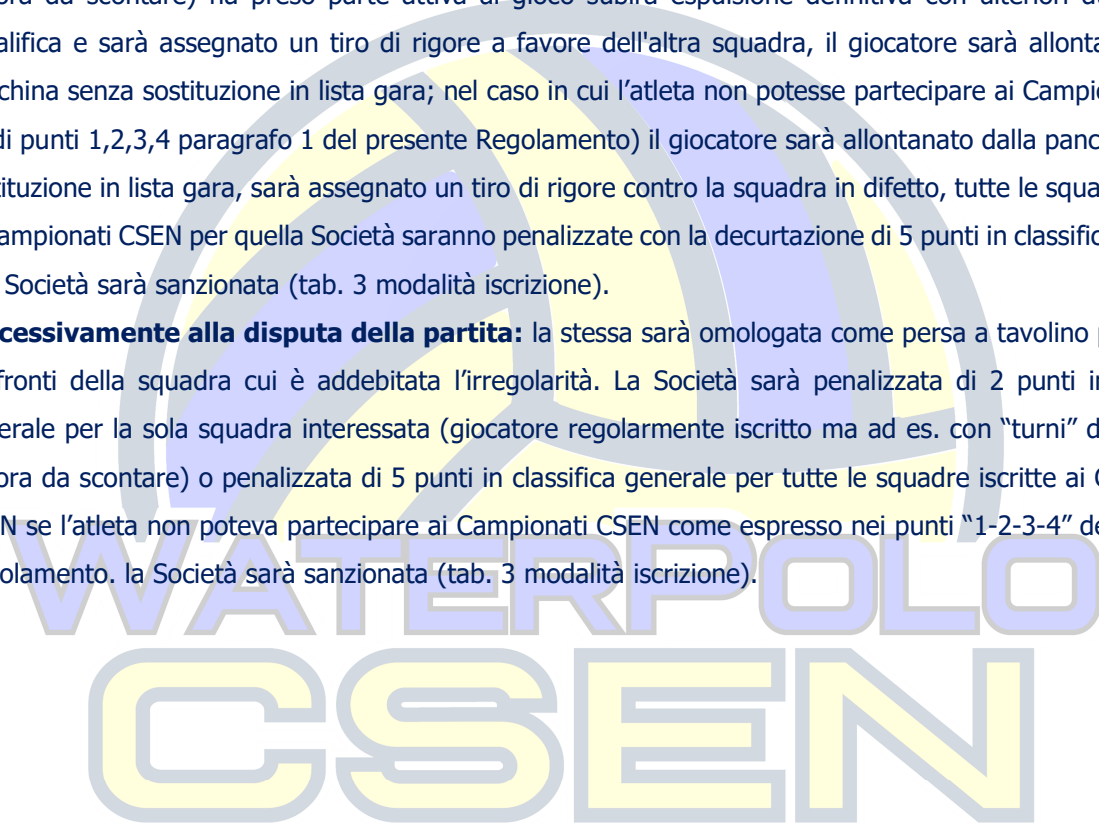 ora da scontare) ha preso parte attiva al gioco subirà espulsione definitiva con ulteriori
alifica e sarà assegnato un tiro di rigore a favore dell'altra squadra, il giocatore sarà allonta
china senza sostituzione in lista gara; nel caso in cui l’atleta non potesse partecipare ai Campio
di punti 1,2,3,4 paragrafo 1 del presente Regolamento) il giocatore sarà allontanato dalla panc
tituzione in lista gara, sarà assegnato un tiro di rigore contro la squadra in difetto, tutte le squa
ampionati CSEN per quella Società saranno penalizzate con la decurtazione di 5 punti in classific
Società sarà sanzionata (tab. 3 modalità iscrizione).
cessivamente alla disputa della partita: la stessa sarà omologata come persa a tavolino
fronti della squadra cui è addebitata l’irregolarità. La Società sarà penalizzata di 2 punti in
erale per la sola squadra interessata (giocatore regolarmente iscritto ma ad es. con “turni” d
ora da scontare) o penalizzata di 5 punti in classifica generale per tutte le squadre iscritte ai C
N se l’atleta non poteva partecipare ai Campionati CSEN come espresso nei punti “1-2-3-4” de
olamento. la Società sarà sanzionata (tab. 3 modalità iscrizione).
WATERPOLO
CSEN